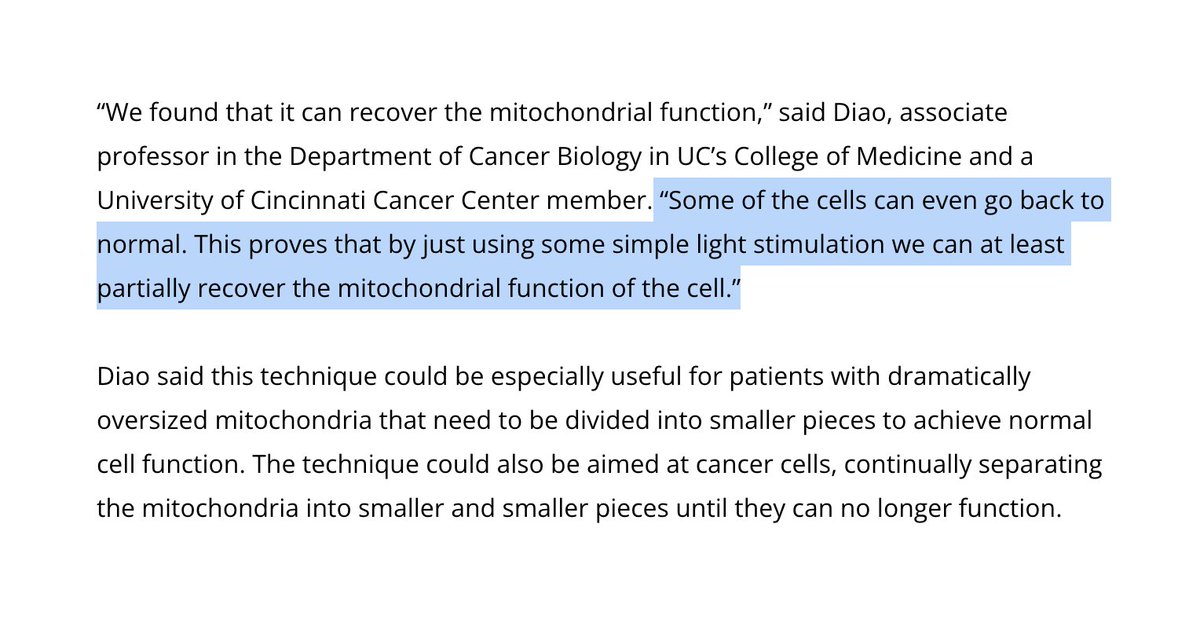 “We found that it can recover the mitochondrial function,” said Diao, associate
professor in the Department of Cancer Biology in UC’s College of Medicine and a
University of Cincinnati Cancer Center member. “Some of the cells can even go back to
normal. This proves that by just using some simple light stimulation we can at least
partially recover the mitochondrial function of the cell.”
Diao said this technique could be especially useful for patients with dramatically
oversized mitochondria that need to be divided into smaller pieces to achieve normal
cell function. The technique could also be aimed at cancer cells, continually separating
the mitochondria into smaller and smaller pieces until they can no longer function.